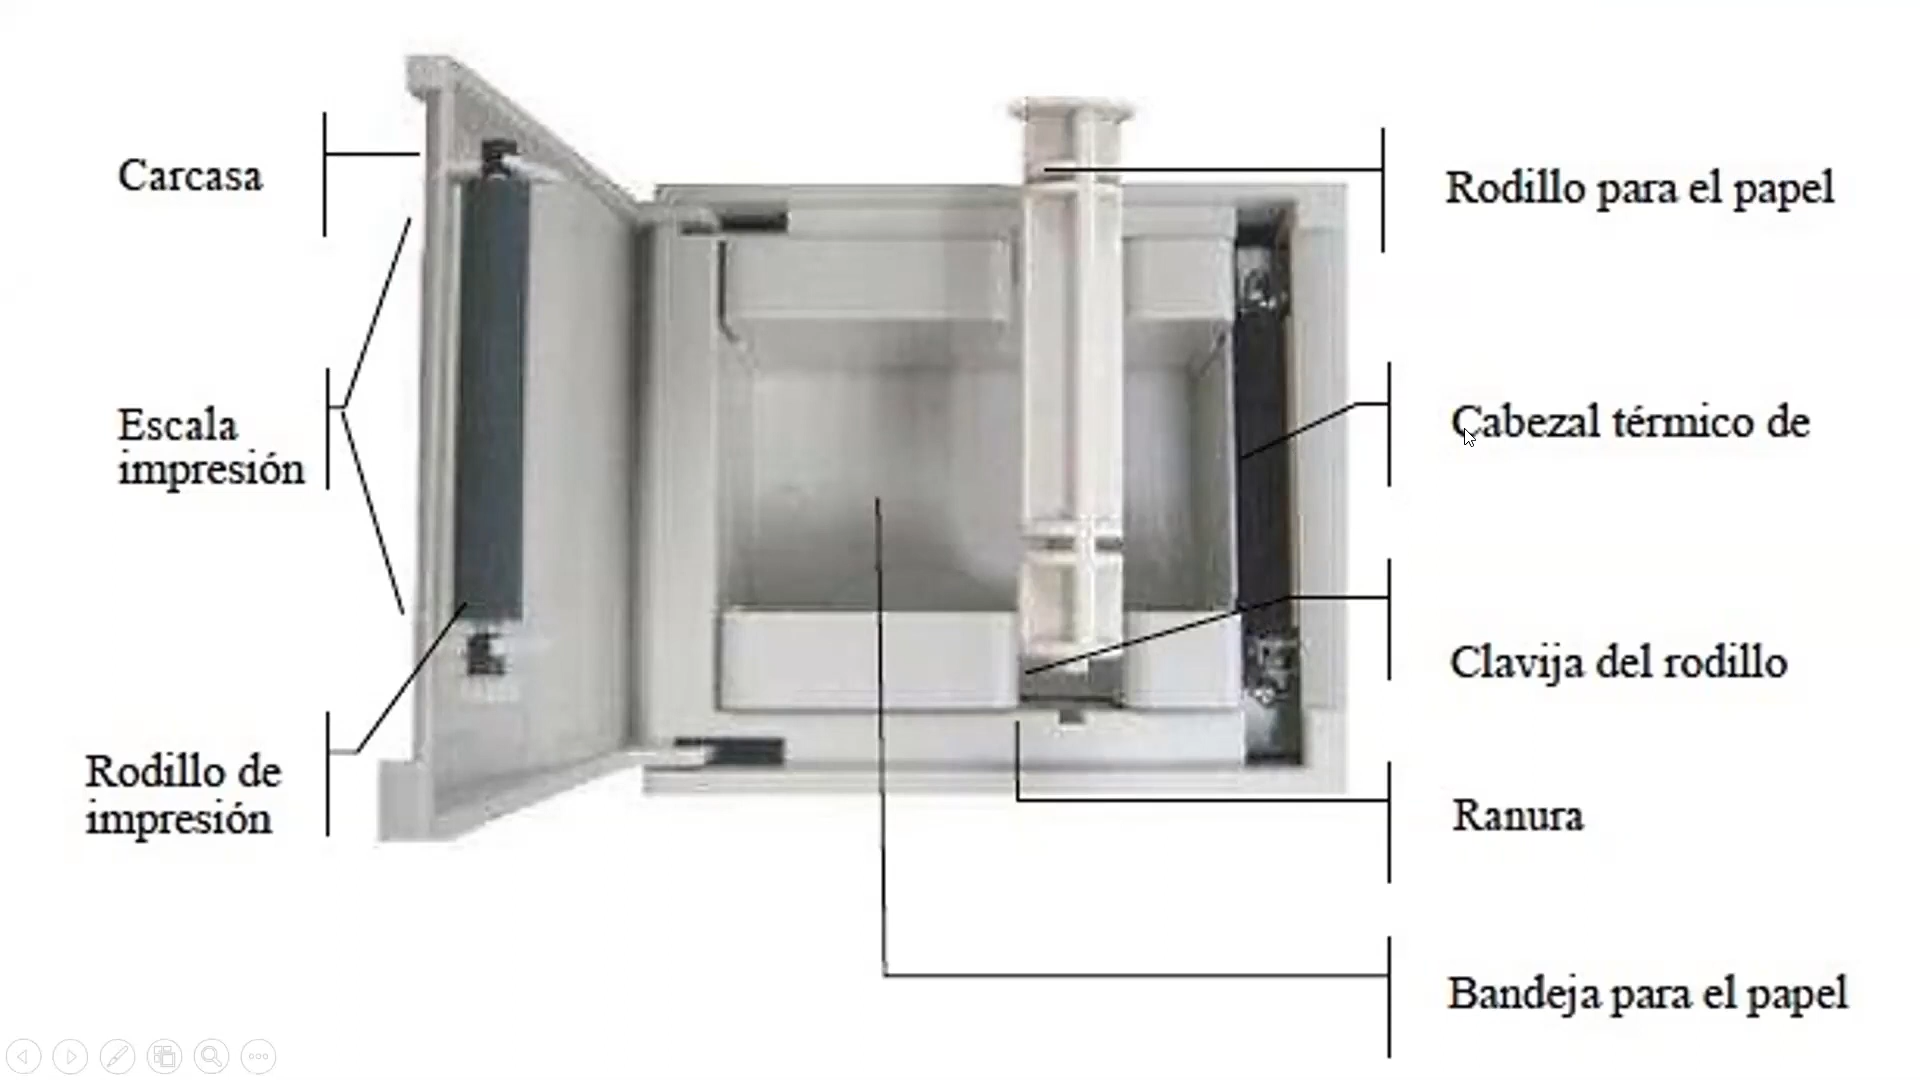 Carcasa
Escala
impresión
Rodillo de
impresión
Rodillo para el papel
Cabezal térmico de
Clavija del rodillo
Ranura
Bandeja para el papel